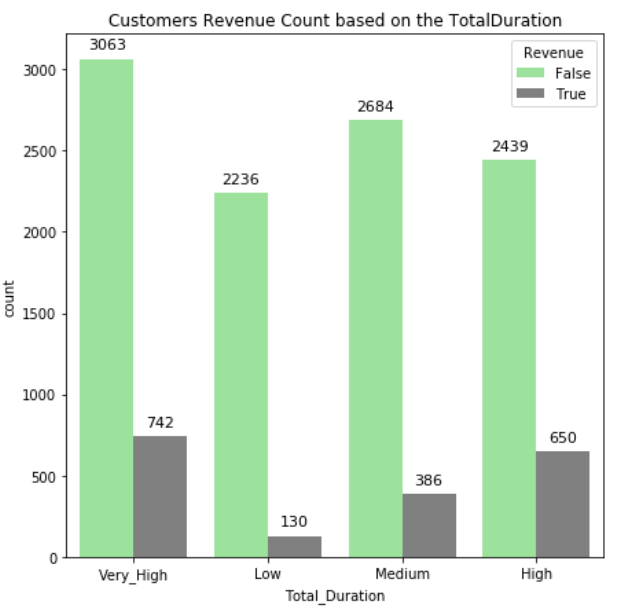 Customers Revenue Count based on the TotalDuration
Revenue
False
True
3063
2236
2684
2439
742
130
386
650
3000
2500
2000
1500
1000
500
0
count
Very_High
Low
Medium
High
Total_Duration